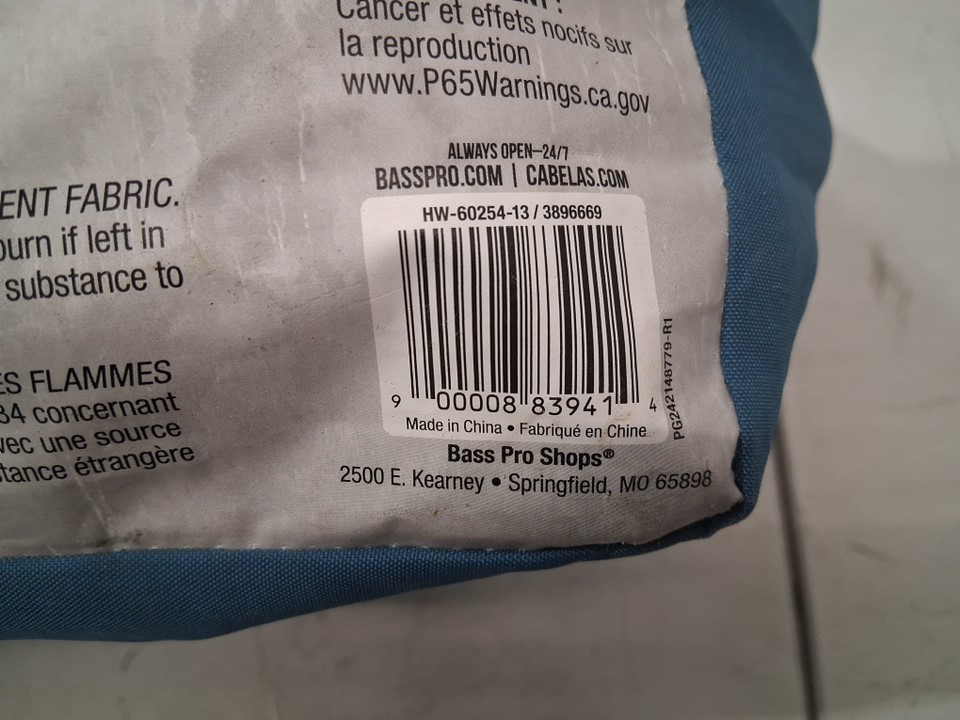 ENT :
Cancer et effets nocifs sur
la reproduction
www.P65Warnings.ca.gov
ENT FABRIC.
burn if left in
substance to
ES FLAMMES
84 concernant
vec une source
stance étrangère
ALWAYS OPEN—24/7
BASSPRO.COM | CABELAS.COM
HW-60254-13 / 3896669
9 00008 83941 4
Made in China • Fabriqué en Chine
PG242148779-R1
Bass Pro Shops®
2500 E. Kearney • Springfield, MO 65898